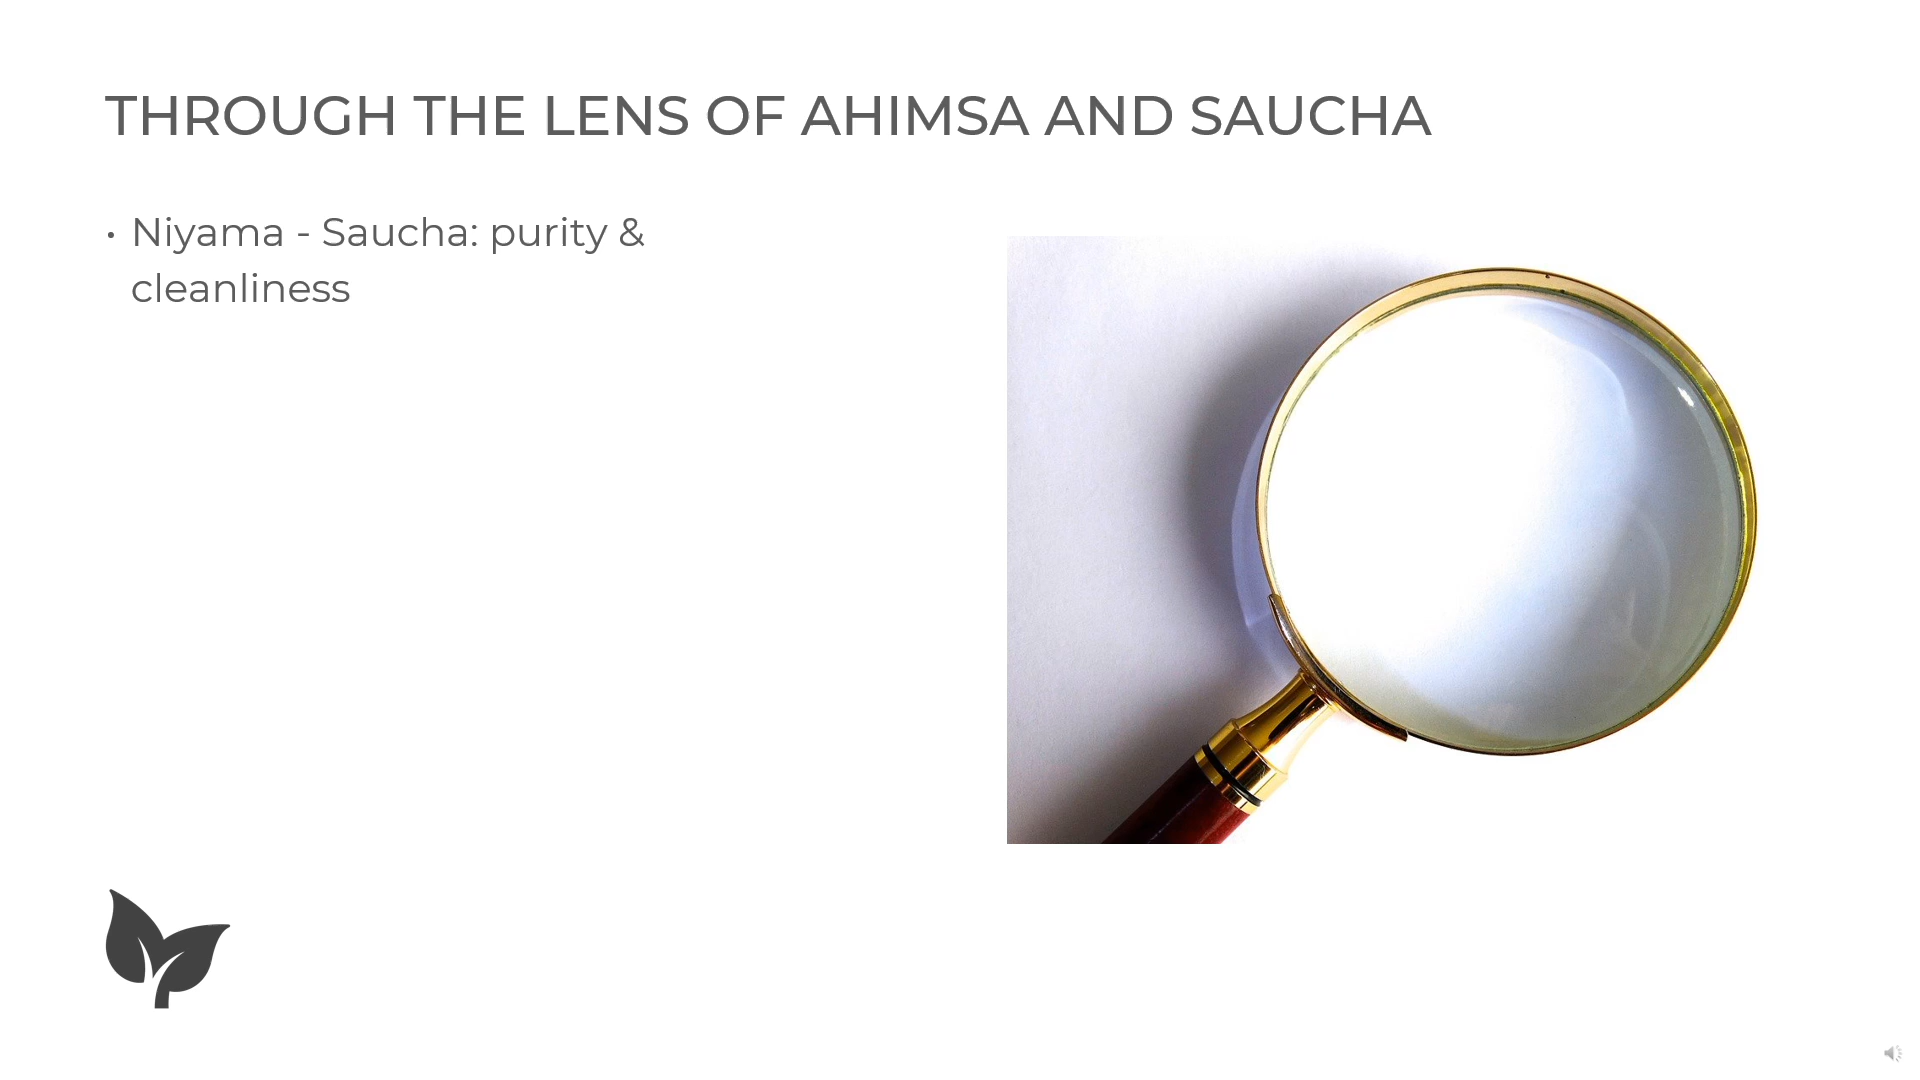 THROUGH THE LENS OF AHIMSA AND SAUCHA
• Niyama - Saucha: purity &
cleanliness